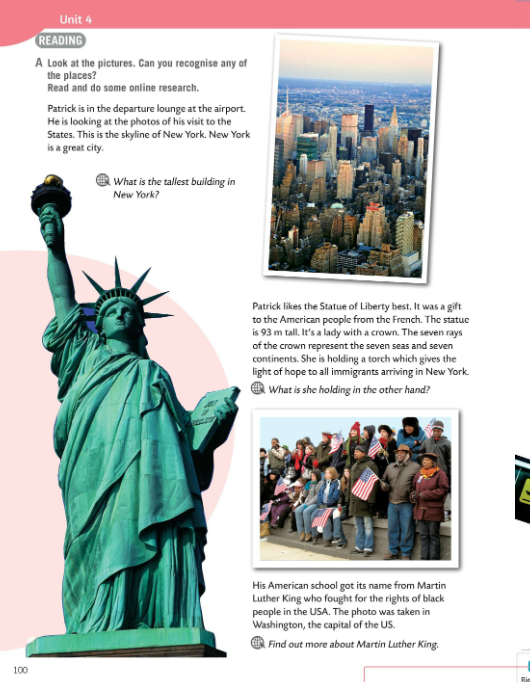 Unit 4
READING
A Look at the pictures. Can you recognise any of
the places?
Read and do some online research.
Patrick is in the departure lounge at the airport.
He is looking at the photos of his visit to the
States. This is the skyline of New York. New York
is a great city.
What is the tallest building in
New York?
Patrick likes the Statue of Liberty best. It was a gift
to the American people from the French. The statue
is 93 m tall. It's a lady with a crown. The seven rays
of the crown represent the seven seas and seven
continents. She is holding a torch which gives the
light of hope to all immigrants arriving in New York.
What is she holding in the other hand?
His American school got its name from Martin
Luther King who fought for the rights of black
people in the USA. The photo was taken in
Washington, the capital of the US.
Find out more about Martin Luther King.
100